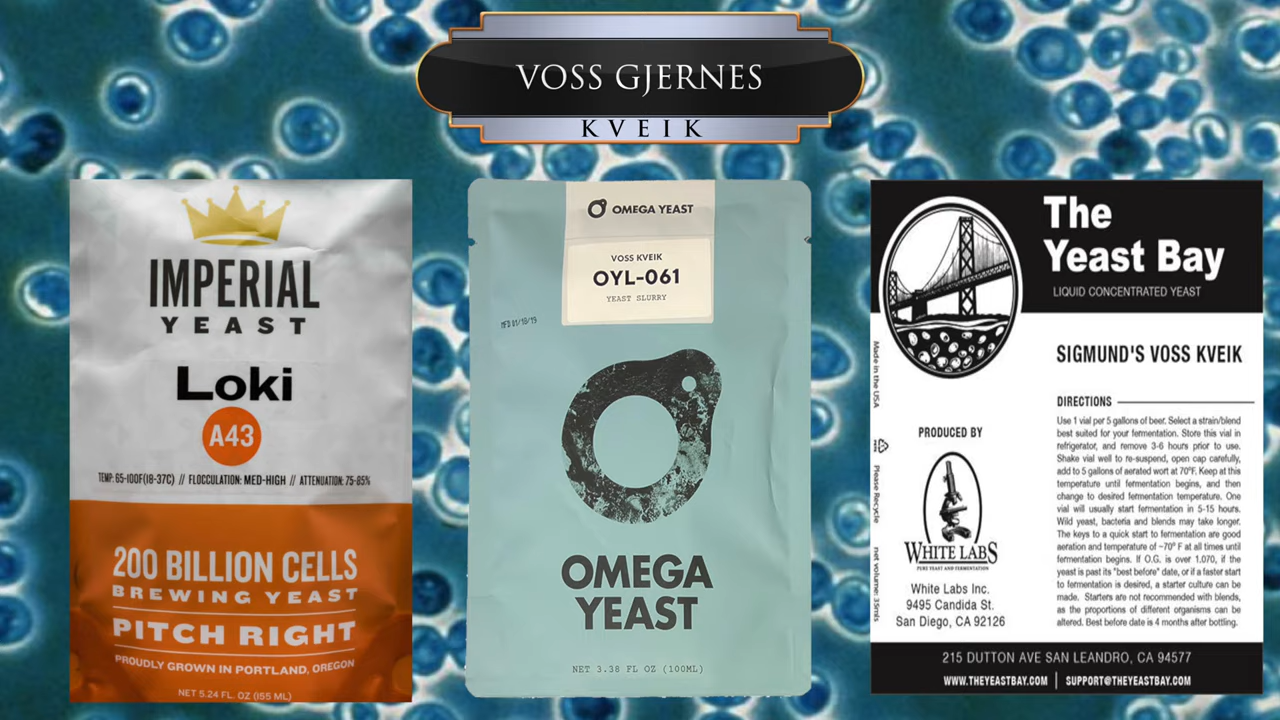 VOSS GJERNES
KVEIK
IMPERIAL
YEAST
Loki
A43
TEMP: 65-100F(18-37C) // FLOCCULATION: MED-HIGH // ATTENUATION: 75-85%
200 BILLION CELLS
BREWING YEAST
PITCH RIGHT
PROUDLY GROWN IN PORTLAND, OREGON
NET 5.24 FL. OZ (155 ML)
OMEGA YEAST
VOSS KVEIK
OYL-061
YEAST SLURRY
MFD 01/18/19
OMEGA
YEAST
NET 3.38 FL OZ (100ML)
The
Yeast Bay
LIQUID CONCENTRATED YEAST
SIGMUND'S VOSS KVEIK
DIRECTIONS
Use 1 vial per 5 gallons of beer. Select a strain/blend
best suited for your fermentation. Store this vial in
refrigerator, and remove 3-6 hours prior to use.
Shake vial well to re-suspend, open cap carefully,
add to 5 gallons of aerated wort at 70°F. Keep at this
temperature until fermentation begins, and then
change to desired fermentation temperature. One
vial will usually start fermentation in 5-15 hours.
Wild yeast, bacteria and blends may take longer.
The keys to a quick start to fermentation are good
aeration and temperature of ~70° F at all times until
fermentation begins. If O.G. is over 1.070, if the
yeast is past its "best before" date, or if a faster start
to fermentation is desired, a starter culture can be
made. Starters are not recommended with blends,
as the proportions of different organisms can be
altered. Best before date is 4 months after bottling.
Made in the USA
Please Recycle
net volume: 35mls
PRODUCED BY
WHITE LABS
PURE YEAST AND FERMENTATION
White Labs Inc.
9495 Candida St.
San Diego, CA 92126
215 DUTTON AVE SAN LEANDRO, CA 94577
WWW.THEYEASTBAY.COM | SUPPORT@THEYEASTBAY.COM